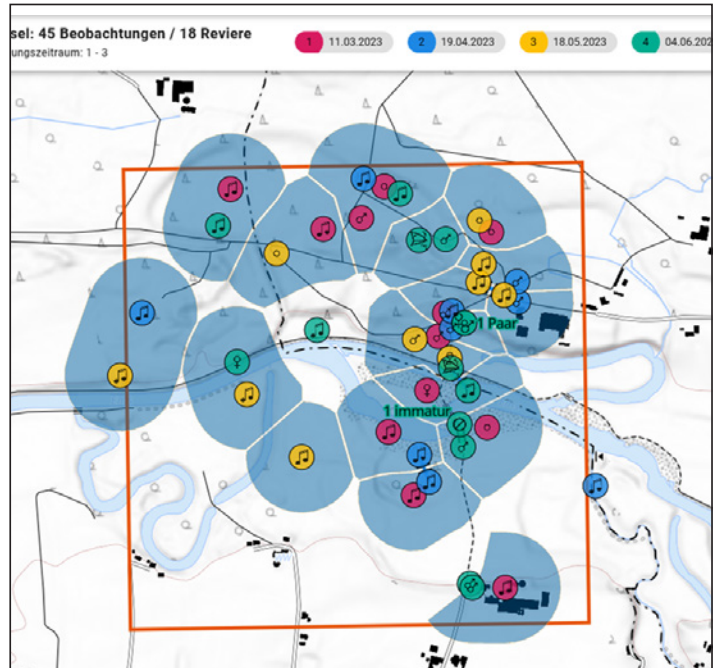 sel: 45 Beobachtungen / 18 Reviere
ungszeitraum: 1 - 3
1 11.03.2023
2 19.04.2023
3 18.05.2023
4 04.06.202
1 Paar
1 immatur